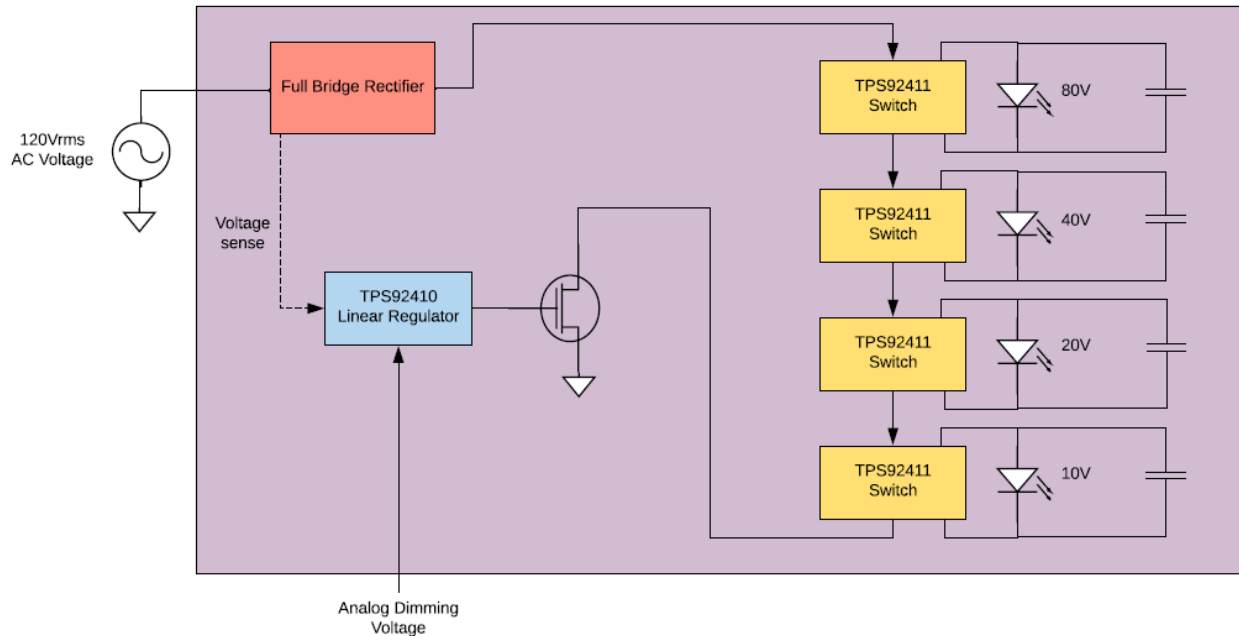 Full Bridge Rectifier
TPS92411
Switch
80V
120Vrms
AC Voltage
TPS92411
Switch
40V
Voltage
sense
TPS92410
Linear Regulator
TPS92411
Switch
20V
TPS92411
Switch
10V
Analog Dimming
Voltage